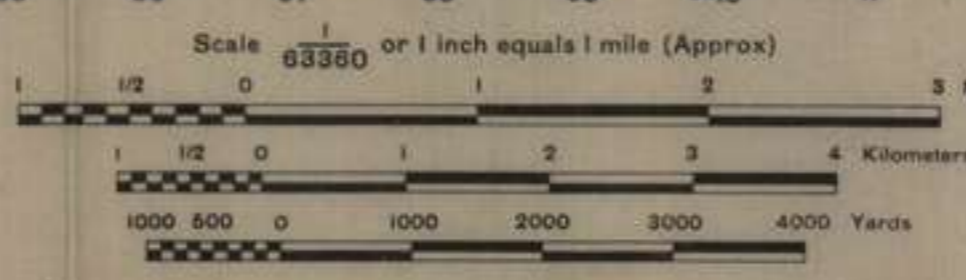 Scale 1/63360 or 1 inch equals 1 mile (Approx)
1 1/2 0 1 2 3
1 1/2 0 1 2 3 4 Kilometers
1000 500 0 1000 2000 3000 4000 Yards